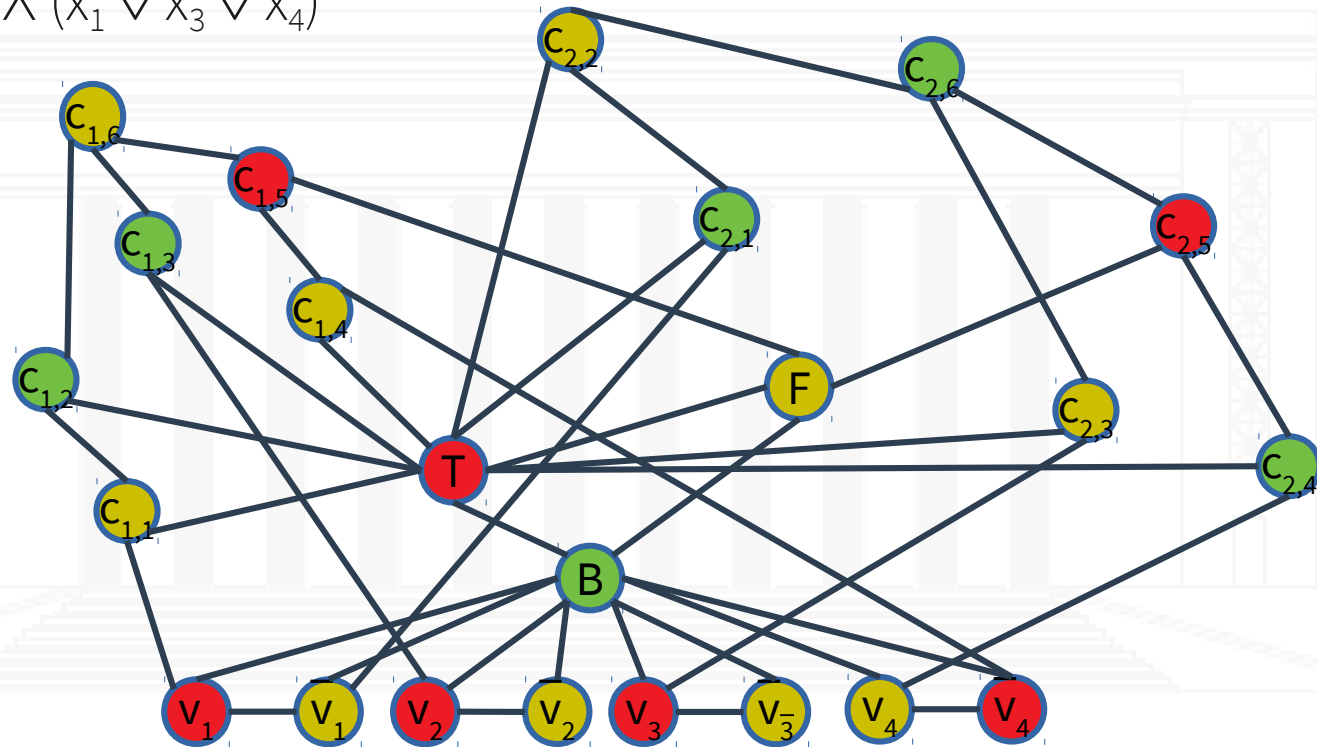 ∧ (x₁ ∨ x₃ ∨ x₄)
C₂,₂
C₂,₆
C₁,₆
C₁,₅
C₂,₁
C₂,₅
C₁,₃
C₁,₄
C₁,₂
F
C₂,₃
T
C₂,₄
C₁,₁
B
v₁ v̅₁ v₂ v̅₂ v₃ v̅₃ v₄ v̅₄